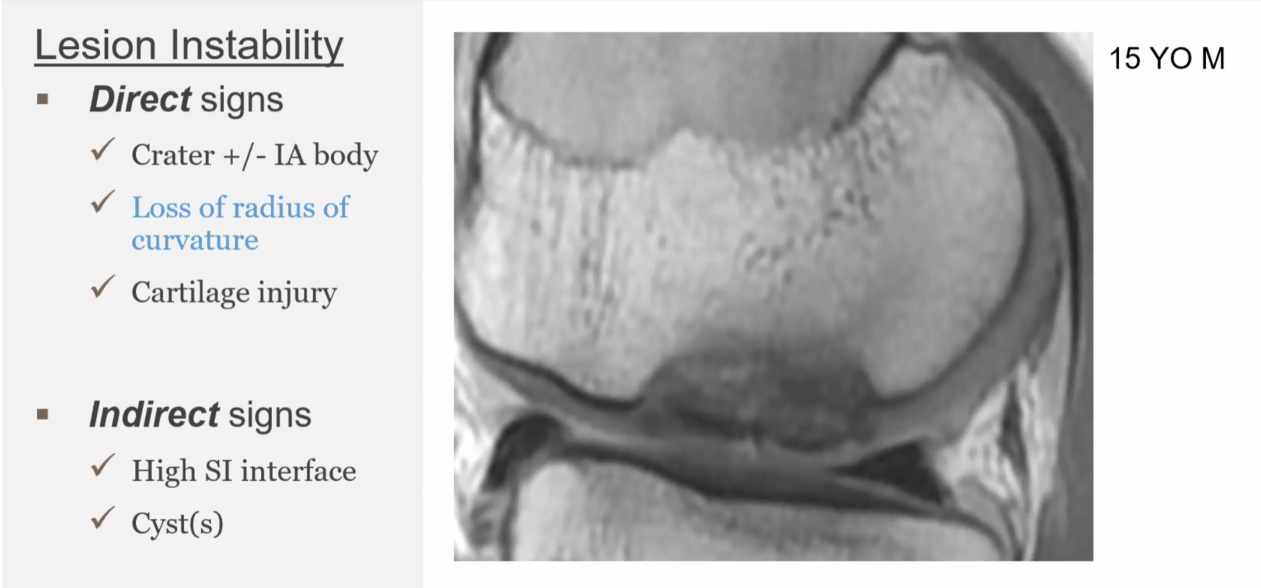 Lesion Instability
▪ Direct signs
✓ Crater +/- IA body
✓ Loss of radius of
curvature
✓ Cartilage injury
▪ Indirect signs
✓ High SI interface
✓ Cyst(s)
15 YO M